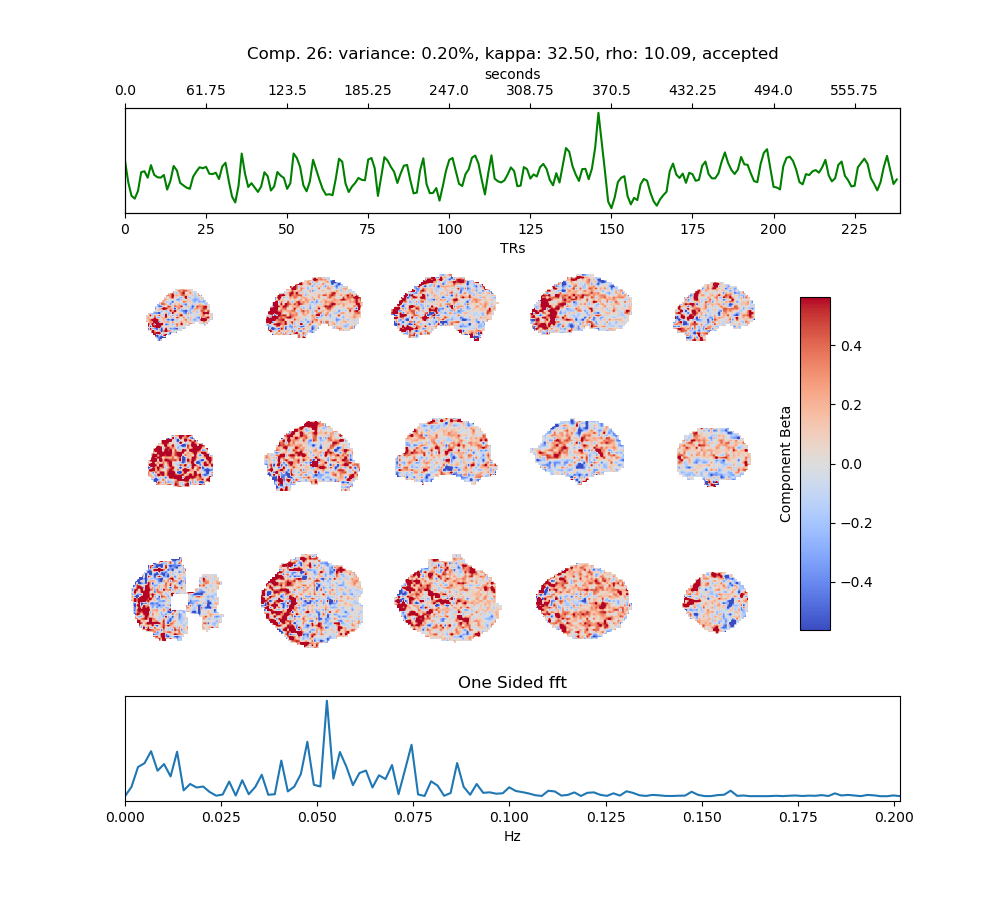 Comp. 26: variance: 0.20%, kappa: 32.50, rho: 10.09, accepted
seconds
0.0 61.75 123.5 185.25 247.0 308.75 370.5 432.25 494.0 555.75
0 25 50 75 100 125 150 175 200 225
TRs
0.4
0.2
0.0
−0.2
−0.4
Component Beta
One Sided fft
0.000 0.025 0.050 0.075 0.100 0.125 0.150 0.175 0.200
Hz